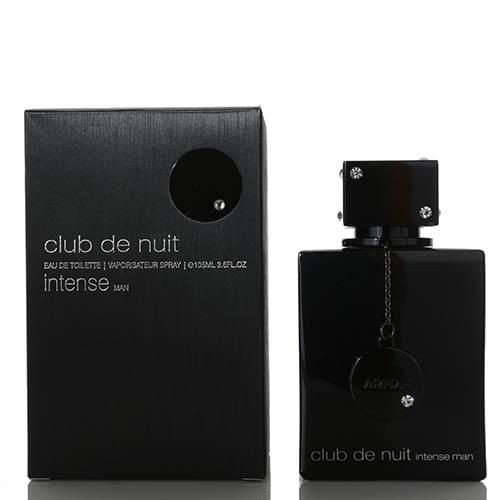 club de nuit
EAU DE TOILETTE | VAPORISATEUR SPRAY | ℮105ML 3.6FL.OZ
intense MAN
ARMAF
club de nuit intense man